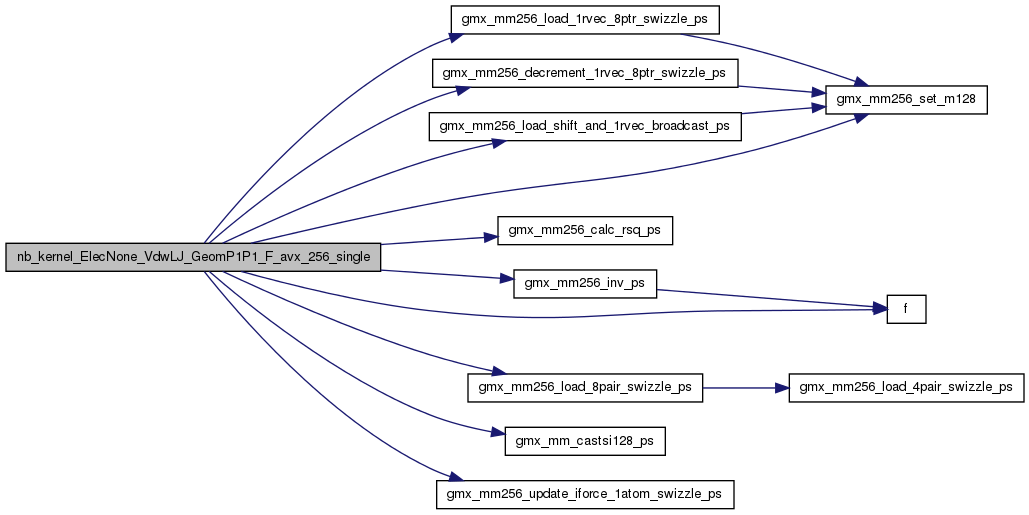 gmx_mm256_load_1rvec_8ptr_swizzle_ps
gmx_mm256_decrement_1rvec_8ptr_swizzle_ps
gmx_mm256_set_m128
gmx_mm256_load_shift_and_1rvec_broadcast_ps
gmx_mm256_calc_rsq_ps
nb_kernel_ElecNone_VdwLJ_GeomP1P1_F_avx_256_single
gmx_mm256_inv_ps
f
gmx_mm256_load_8pair_swizzle_ps
gmx_mm256_load_4pair_swizzle_ps
gmx_mm_castsi128_ps
gmx_mm256_update_iforce_1atom_swizzle_ps